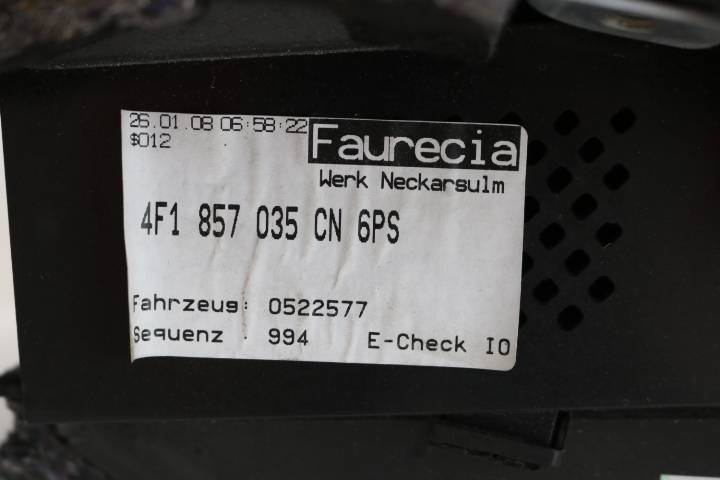 26.01.08 06:58:22
$012
Faurecia
Werk Neckarsulm
4F1 857 035 CN 6PS
Fahrzeug: 0522577
Sequenz : 994 E-Check IO